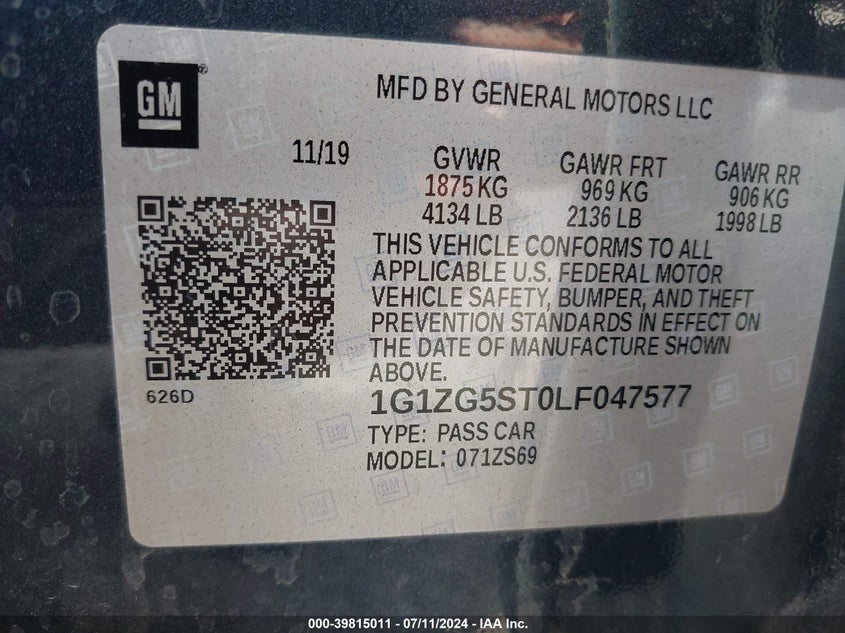 GM
MFD BY GENERAL MOTORS LLC
11/19
GVWR GAWR FRT GAWR RR
1875 KG 969 KG 906 KG
4134 LB 2136 LB 1998 LB
THIS VEHICLE CONFORMS TO ALL
APPLICABLE U.S. FEDERAL MOTOR
VEHICLE SAFETY, BUMPER, AND THEFT
PREVENTION STANDARDS IN EFFECT ON
THE DATE OF MANUFACTURE SHOWN
ABOVE.
626D
1G1ZG5ST0LF047577
TYPE: PASS CAR
MODEL: 071ZS69
000-39815011 - 07/11/2024 - IAA Inc.